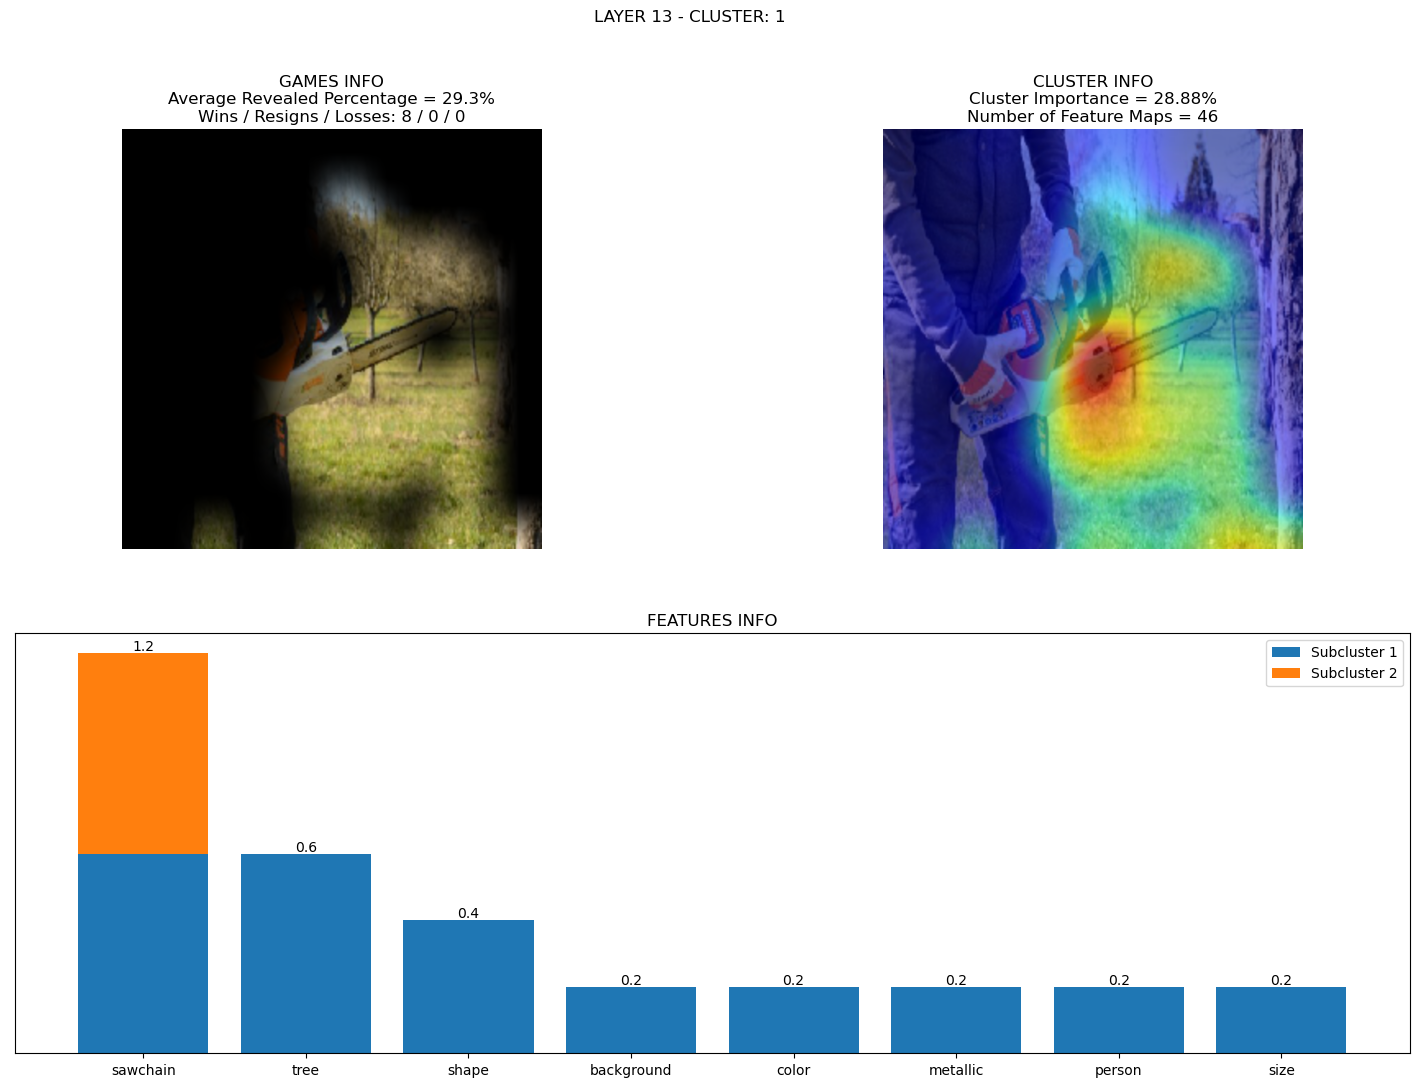 LAYER 13 - CLUSTER: 1
GAMES INFO
Average Revealed Percentage = 29.3%
Wins / Resigns / Losses: 8 / 0 / 0
CLUSTER INFO
Cluster Importance = 28.88%
Number of Feature Maps = 46
FEATURES INFO
Subcluster 1
Subcluster 2
1.2
0.6
0.4
0.2
0.2
0.2
0.2
0.2
sawchain
tree
shape
background
color
metallic
person
size